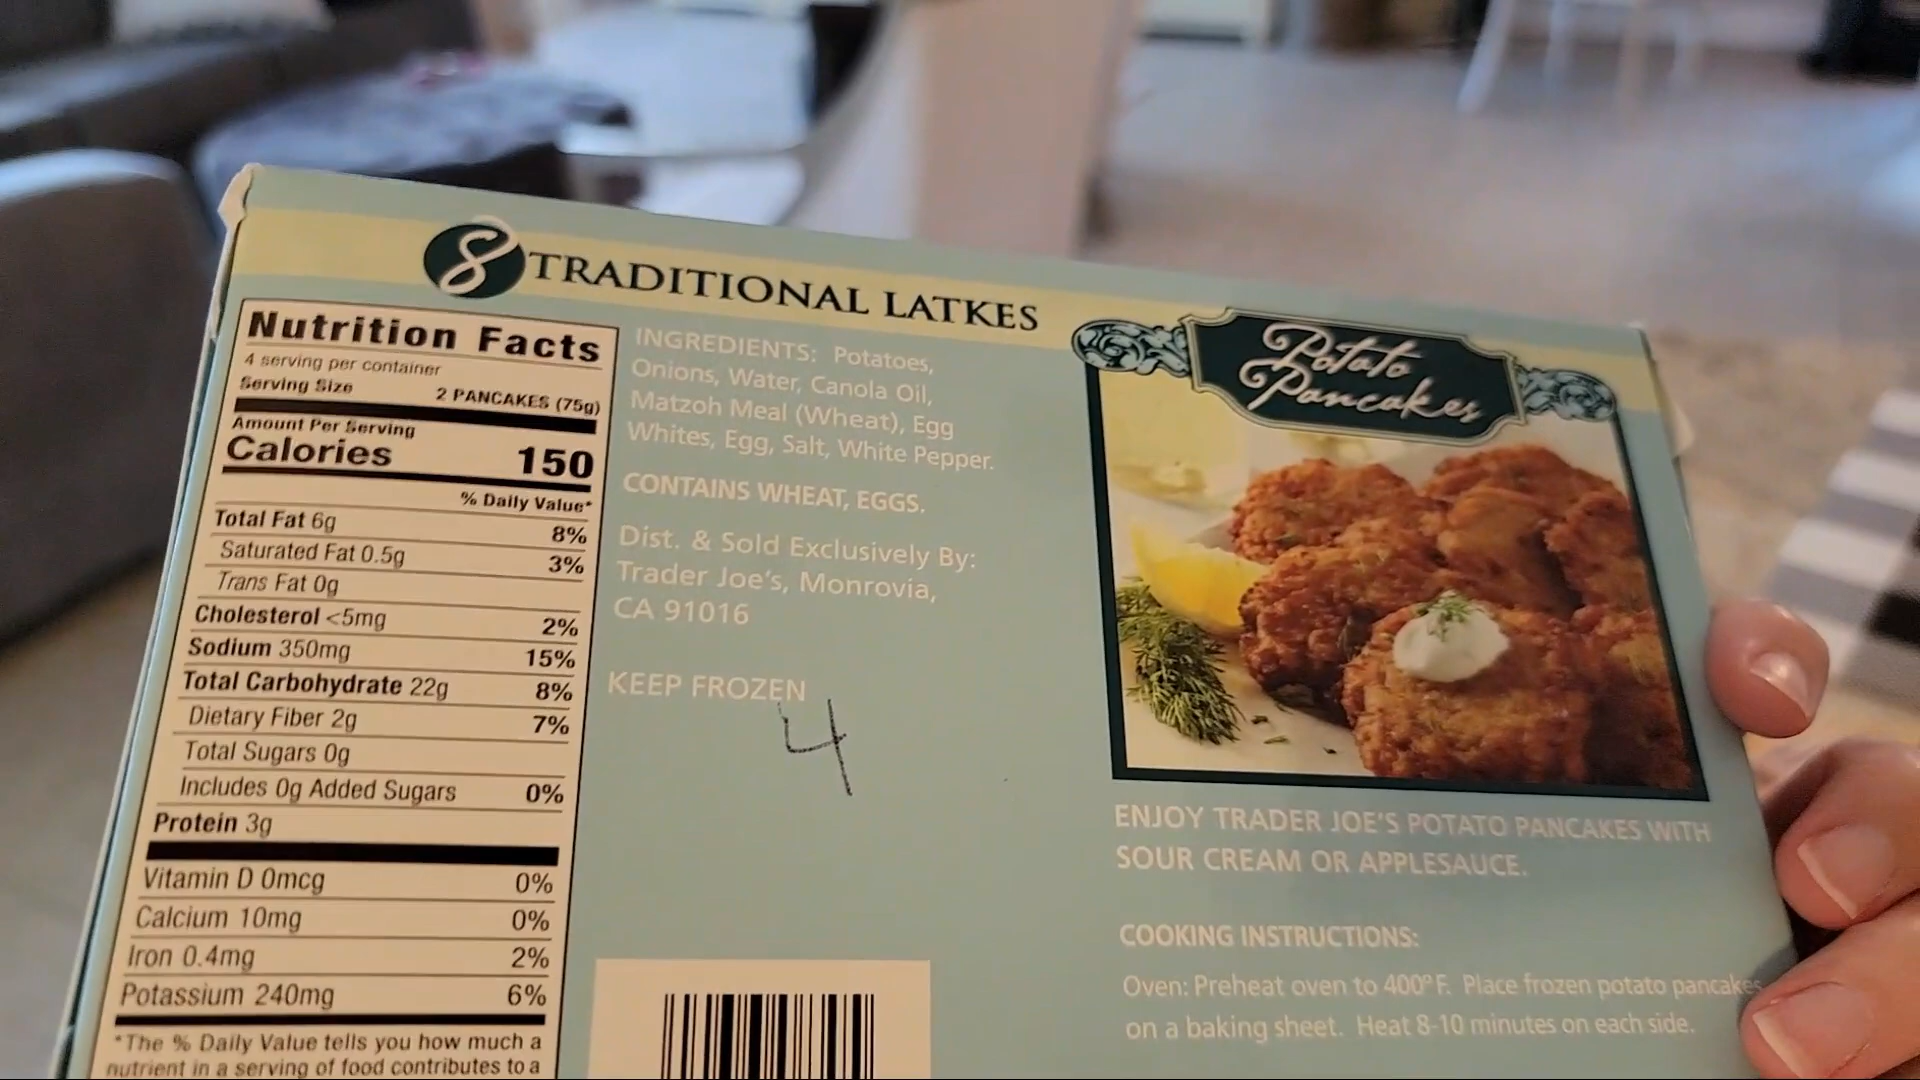 8 TRADITIONAL LATKES
Nutrition Facts
4 serving per container
Serving Size 2 PANCAKES (75g)
Amount Per Serving
Calories 150
% Daily Value*
Total Fat 6g 8%
Saturated Fat 0.5g 3%
Trans Fat 0g
Cholesterol <5mg 2%
Sodium 350mg 15%
Total Carbohydrate 22g 8%
Dietary Fiber 2g 7%
Total Sugars 0g
Includes 0g Added Sugars 0%
Protein 3g
Vitamin D 0mcg 0%
Calcium 10mg 0%
Iron 0.4mg 2%
Potassium 240mg 6%
*The % Daily Value tells you how much a
nutrient in a serving of food contributes to a
INGREDIENTS: Potatoes,
Onions, Water, Canola Oil,
Matzoh Meal (Wheat), Egg
Whites, Egg, Salt, White Pepper.
CONTAINS WHEAT, EGGS.
Dist. & Sold Exclusively By:
Trader Joe's, Monrovia,
CA 91016
KEEP FROZEN
4
Potato
Pancakes
ENJOY TRADER JOE'S POTATO PANCAKES WITH
SOUR CREAM OR APPLESAUCE.
COOKING INSTRUCTIONS:
Oven: Preheat oven to 400°F. Place frozen potato pancakes
on a baking sheet. Heat 8-10 minutes on each side.